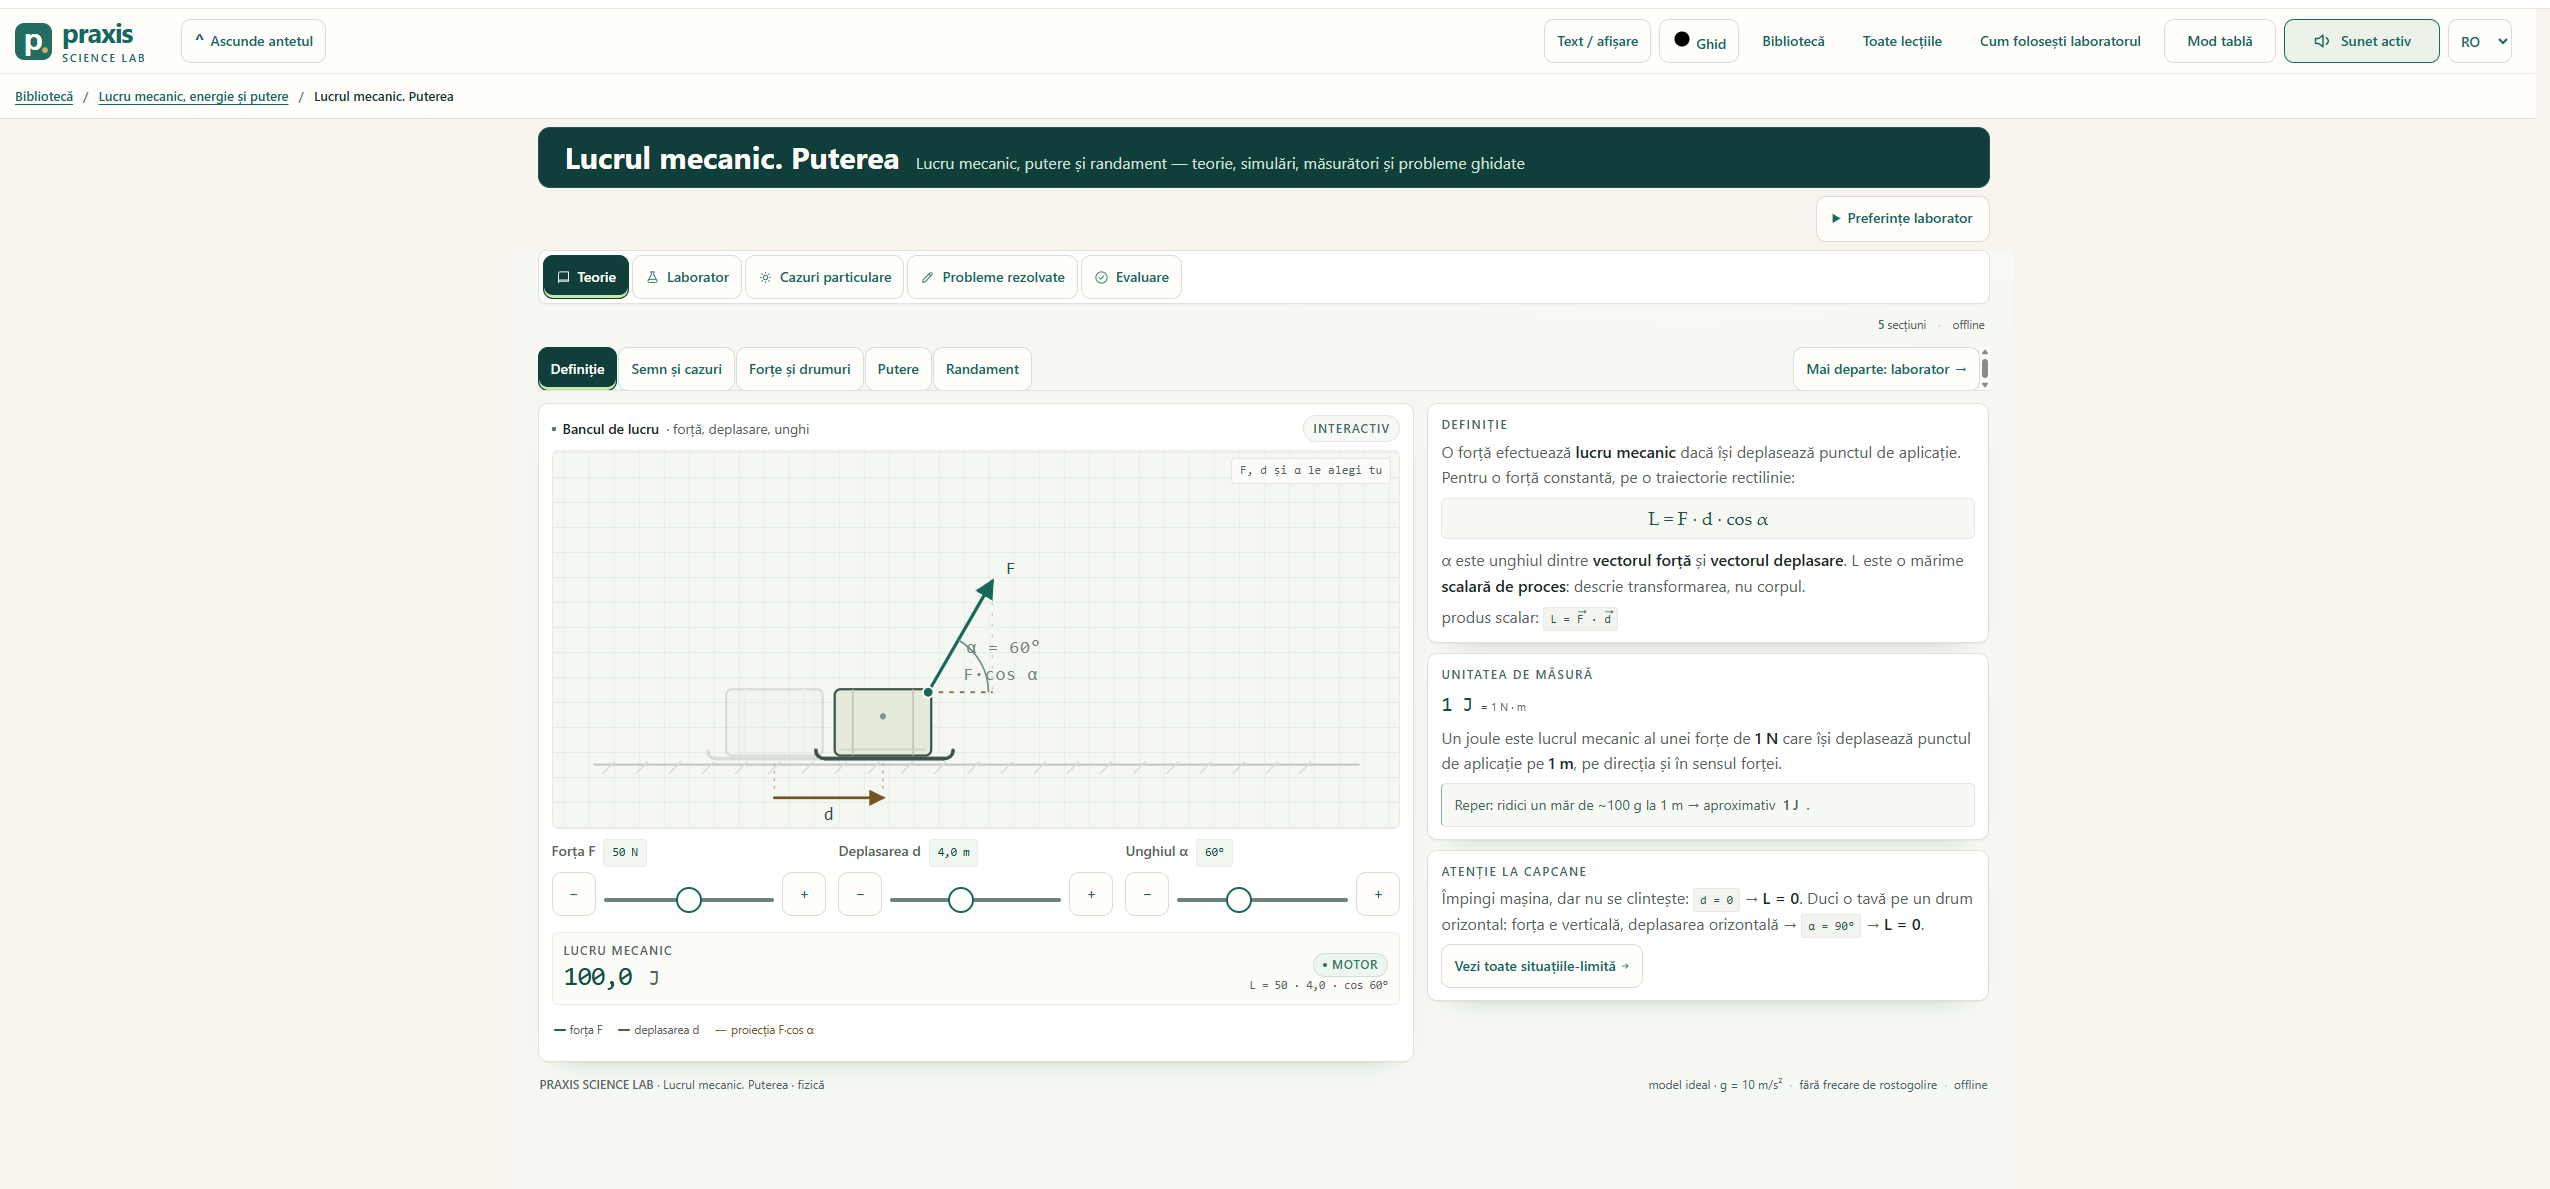 praxis
SCIENCE LAB
^ Ascunde antetul
Text / afișare
Ghid
Bibliotecă
Toate lecțiile
Cum folosești laboratorul
Mod tablă
Sunet activ
RO
Bibliotecă / Lucru mecanic, energie și putere / Lucrul mecanic. Puterea
Lucrul mecanic. Puterea Lucru mecanic, putere și randament — teorie, simulări, măsurători și probleme ghidate
▶ Preferințe laborator
Teorie
Laborator
Cazuri particulare
Probleme rezolvate
Evaluare
5 secțiuni · offline
Definiție
Semn și cazuri
Forțe și drumuri
Putere
Randament
Mai departe: laborator →
Bancul de lucru · forță, deplasare, unghi
INTERACTIV
F, d și α le alegi tu
F
α = 60°
F·cos α
d
Forța F 50 N
Deplasarea d 4,0 m
Unghiul α 60°
− +
− +
− +
LUCRU MECANIC
100,0 J
• MOTOR
L = 50 · 4,0 · cos 60°
forța F
deplasarea d
proiecția F·cos α
DEFINIȚIE
O forță efectuează lucru mecanic dacă își deplasează punctul de aplicație.
Pentru o forță constantă, pe o traiectorie rectilinie:
L = F · d · cos α
α este unghiul dintre vectorul forță și vectorul deplasare. L este o mărime
scalară de proces: descrie transformarea, nu corpul.
produs scalar: L = F⃗ · d⃗
UNITATEA DE MĂSURĂ
1 J = 1 N · m
Un joule este lucrul mecanic al unei forțe de 1 N care își deplasează punctul
de aplicație pe 1 m, pe direcția și în sensul forței.
Reper: ridici un măr de ~100 g la 1 m → aproximativ 1 J .
ATENȚIE LA CAPCANE
Împingi mașina, dar nu se clintește: d = 0 → L = 0. Duci o tavă pe un drum
orizontal: forța e verticală, deplasarea orizontală → α = 90° → L = 0.
Vezi toate situațiile-limită →
PRAXIS SCIENCE LAB · Lucrul mecanic. Puterea · fizică
model ideal · g = 10 m/s² · fără frecare de rostogolire · offline